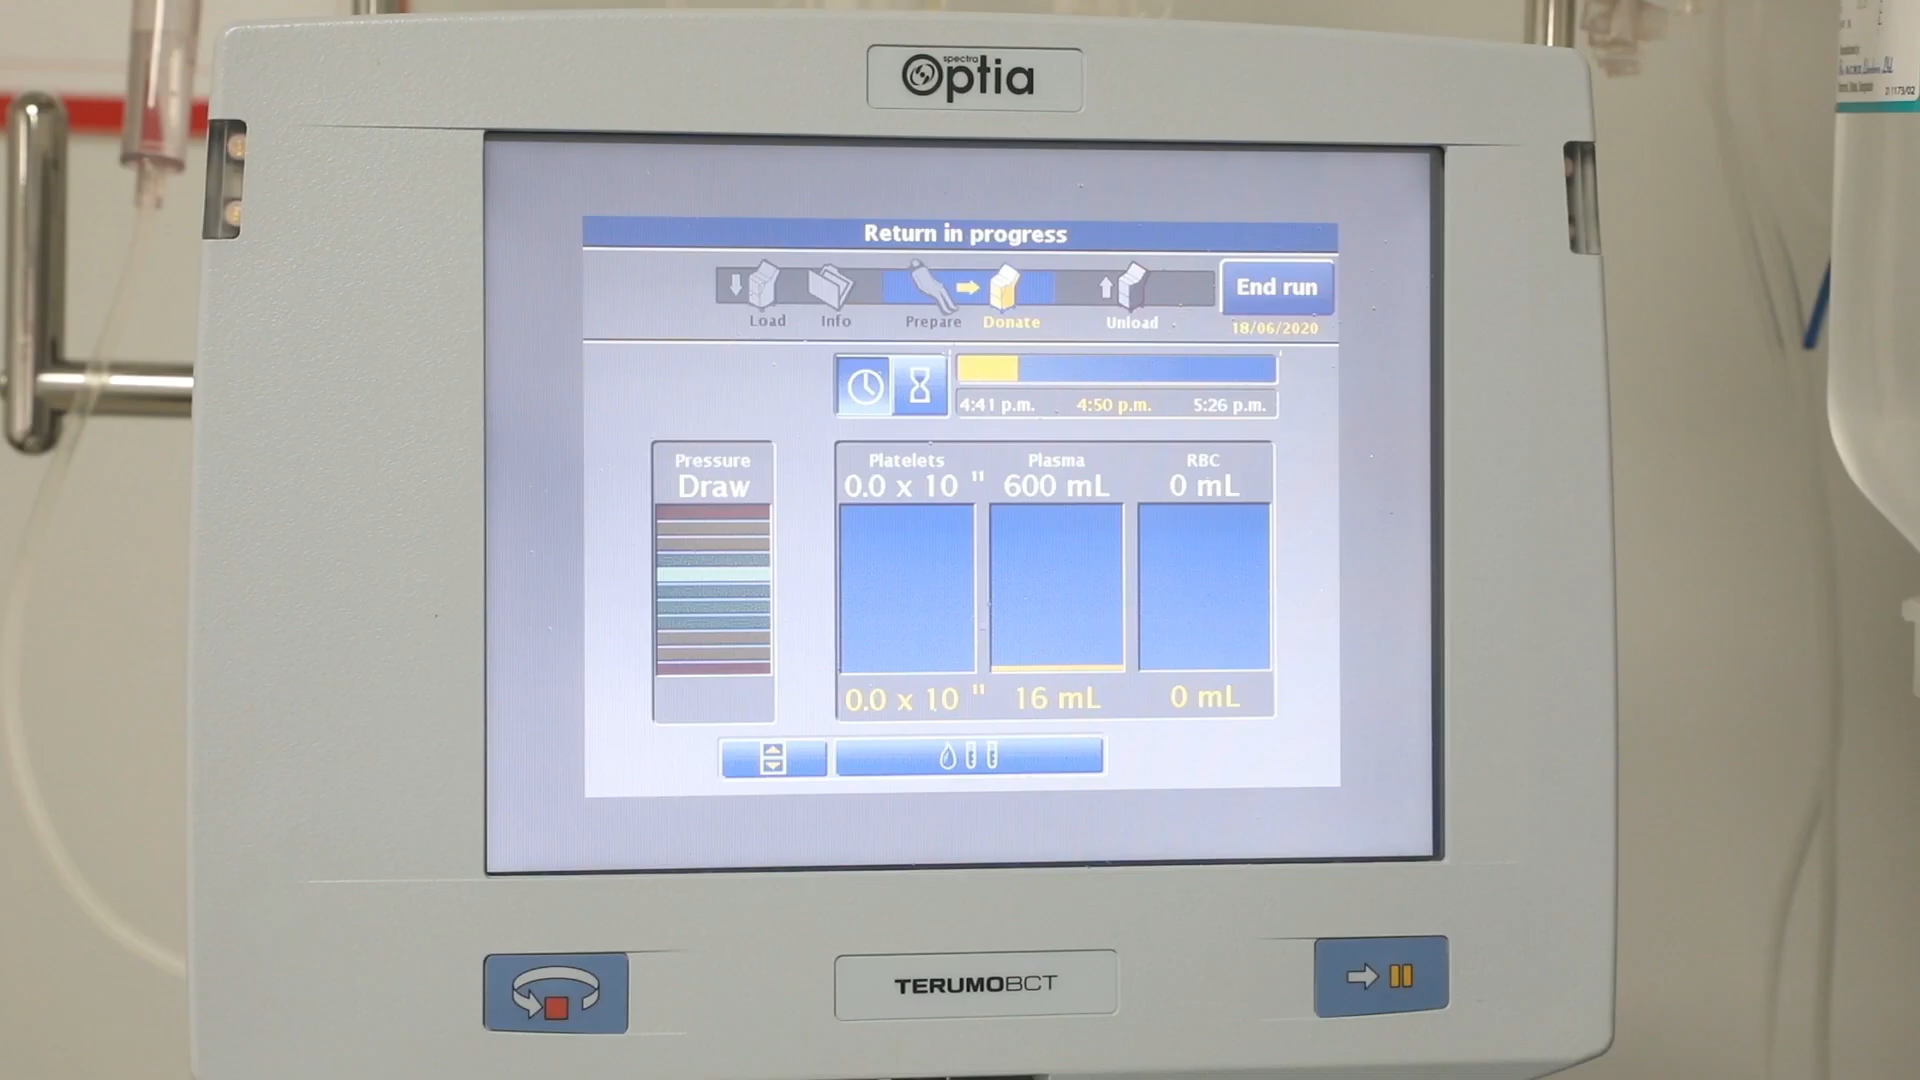 spectra
Optia
Return in progress
Load
Info
Prepare
Donate
Unload
End run
18/06/2020
4:41 p.m.
4:50 p.m.
5:26 p.m.
Pressure
Draw
Platelets
0.0 x 10 "
Plasma
600 mL
RBC
0 mL
0.0 x 10 "
16 mL
0 mL
TERUMOBCT